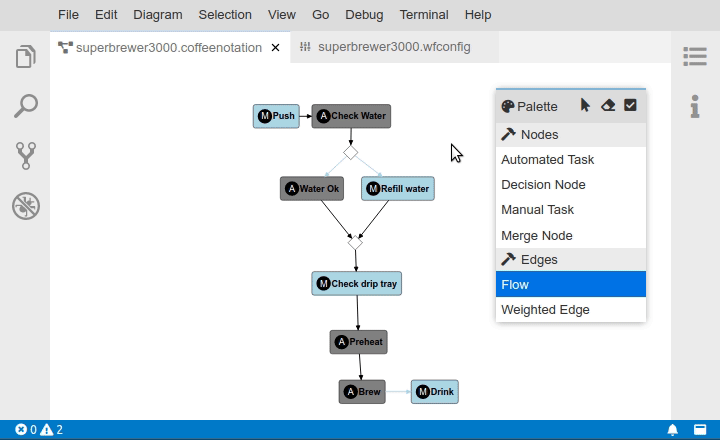 File Edit Diagram Selection View Go Debug Terminal Help
superbrewer3000.coffeenotation × superbrewer3000.wfconfig
M Push A Check Water
A Water Ok M Refill water
M Check drip tray
A Preheat
A Brew M Drink
Palette
Nodes
Automated Task
Decision Node
Manual Task
Merge Node
Edges
Flow
Weighted Edge
0 2